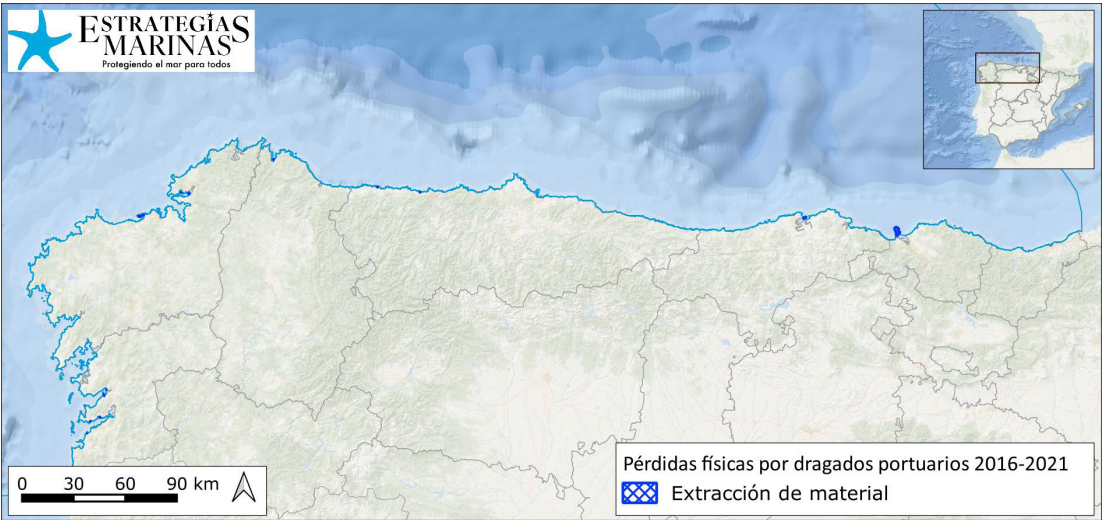 ESTRATEGIAS
MARINAS
Protegiendo el mar para todos
0 30 60 90 km
Pérdidas físicas por dragados portuarios 2016-2021
Extracción de material